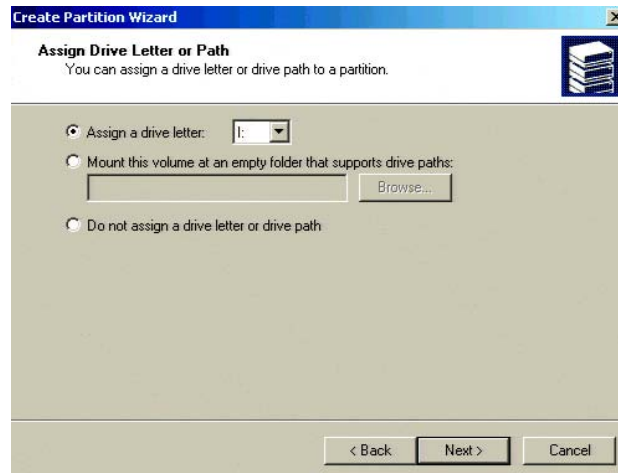 Create Partition Wizard
Assign Drive Letter or Path
You can assign a drive letter or drive path to a partition.
Assign a drive letter: I:
Mount this volume at an empty folder that supports drive paths:
Browse...
Do not assign a drive letter or drive path
< Back Next > Cancel